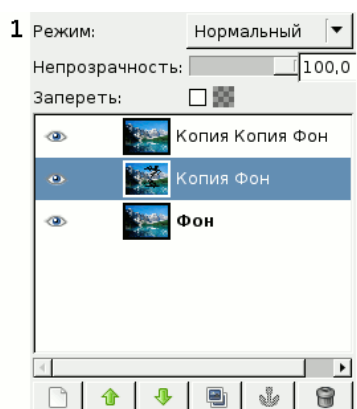 1 Режим: Нормальный
Непрозрачность: 100,0
Запереть:
Копия Копия Фон
Копия Фон
Фон